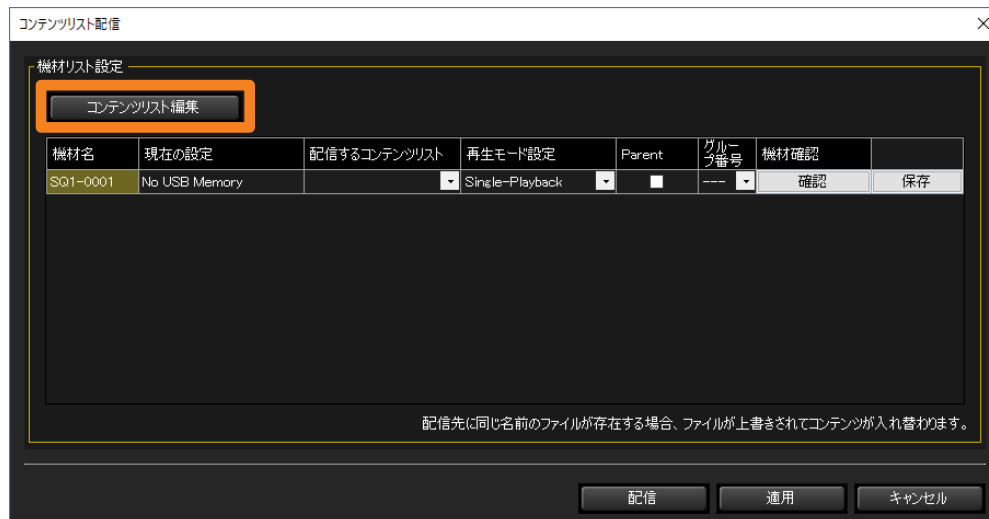 コンテンツリスト配信
機材リスト設定
コンテンツリスト編集
機材名 現在の設定 配信するコンテンツリスト 再生モード設定 Parent グループ番号 機材確認
SQ1-0001 No USB Memory Single-Playback --- 確認 保存
配信先に同じ名前のファイルが存在する場合、ファイルが上書きされてコンテンツが入れ替わります。
配信 適用 キャンセル